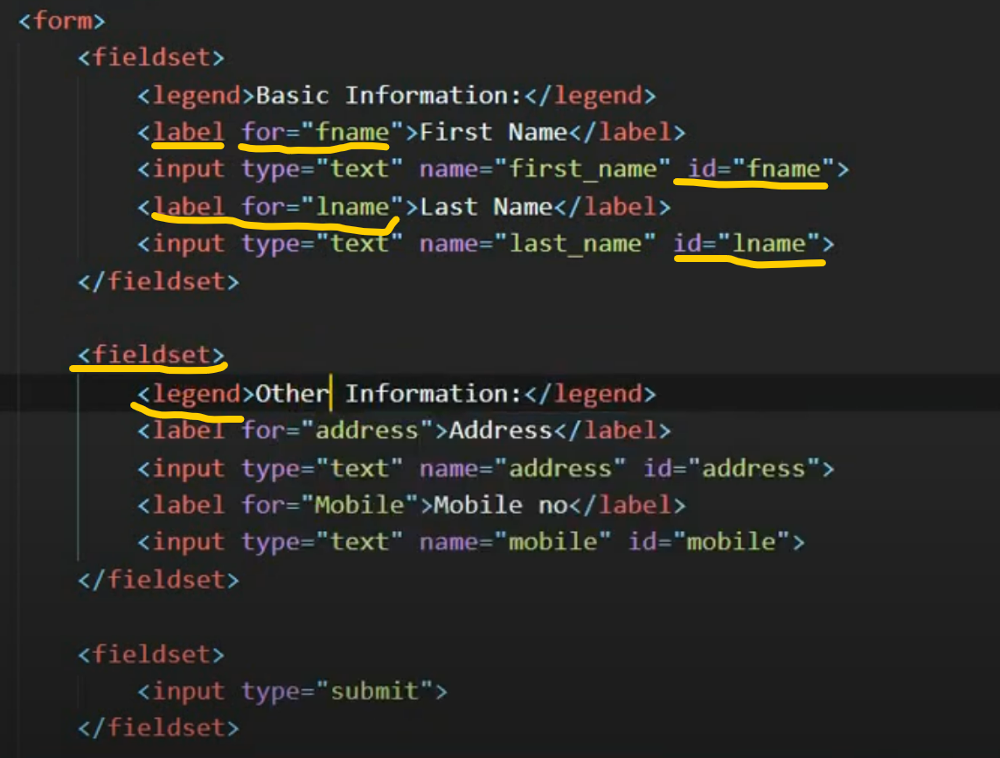 <form>
<fieldset>
<legend>Basic Information:</legend>
<label for="fname">First Name</label>
<input type="text" name="first_name" id="fname">
<label for="lname">Last Name</label>
<input type="text" name="last_name" id="lname">
</fieldset>
<fieldset>
<legend>Other Information:</legend>
<label for="address">Address</label>
<input type="text" name="address" id="address">
<label for="Mobile">Mobile no</label>
<input type="text" name="mobile" id="mobile">
</fieldset>
<fieldset>
<input type="submit">
</fieldset>